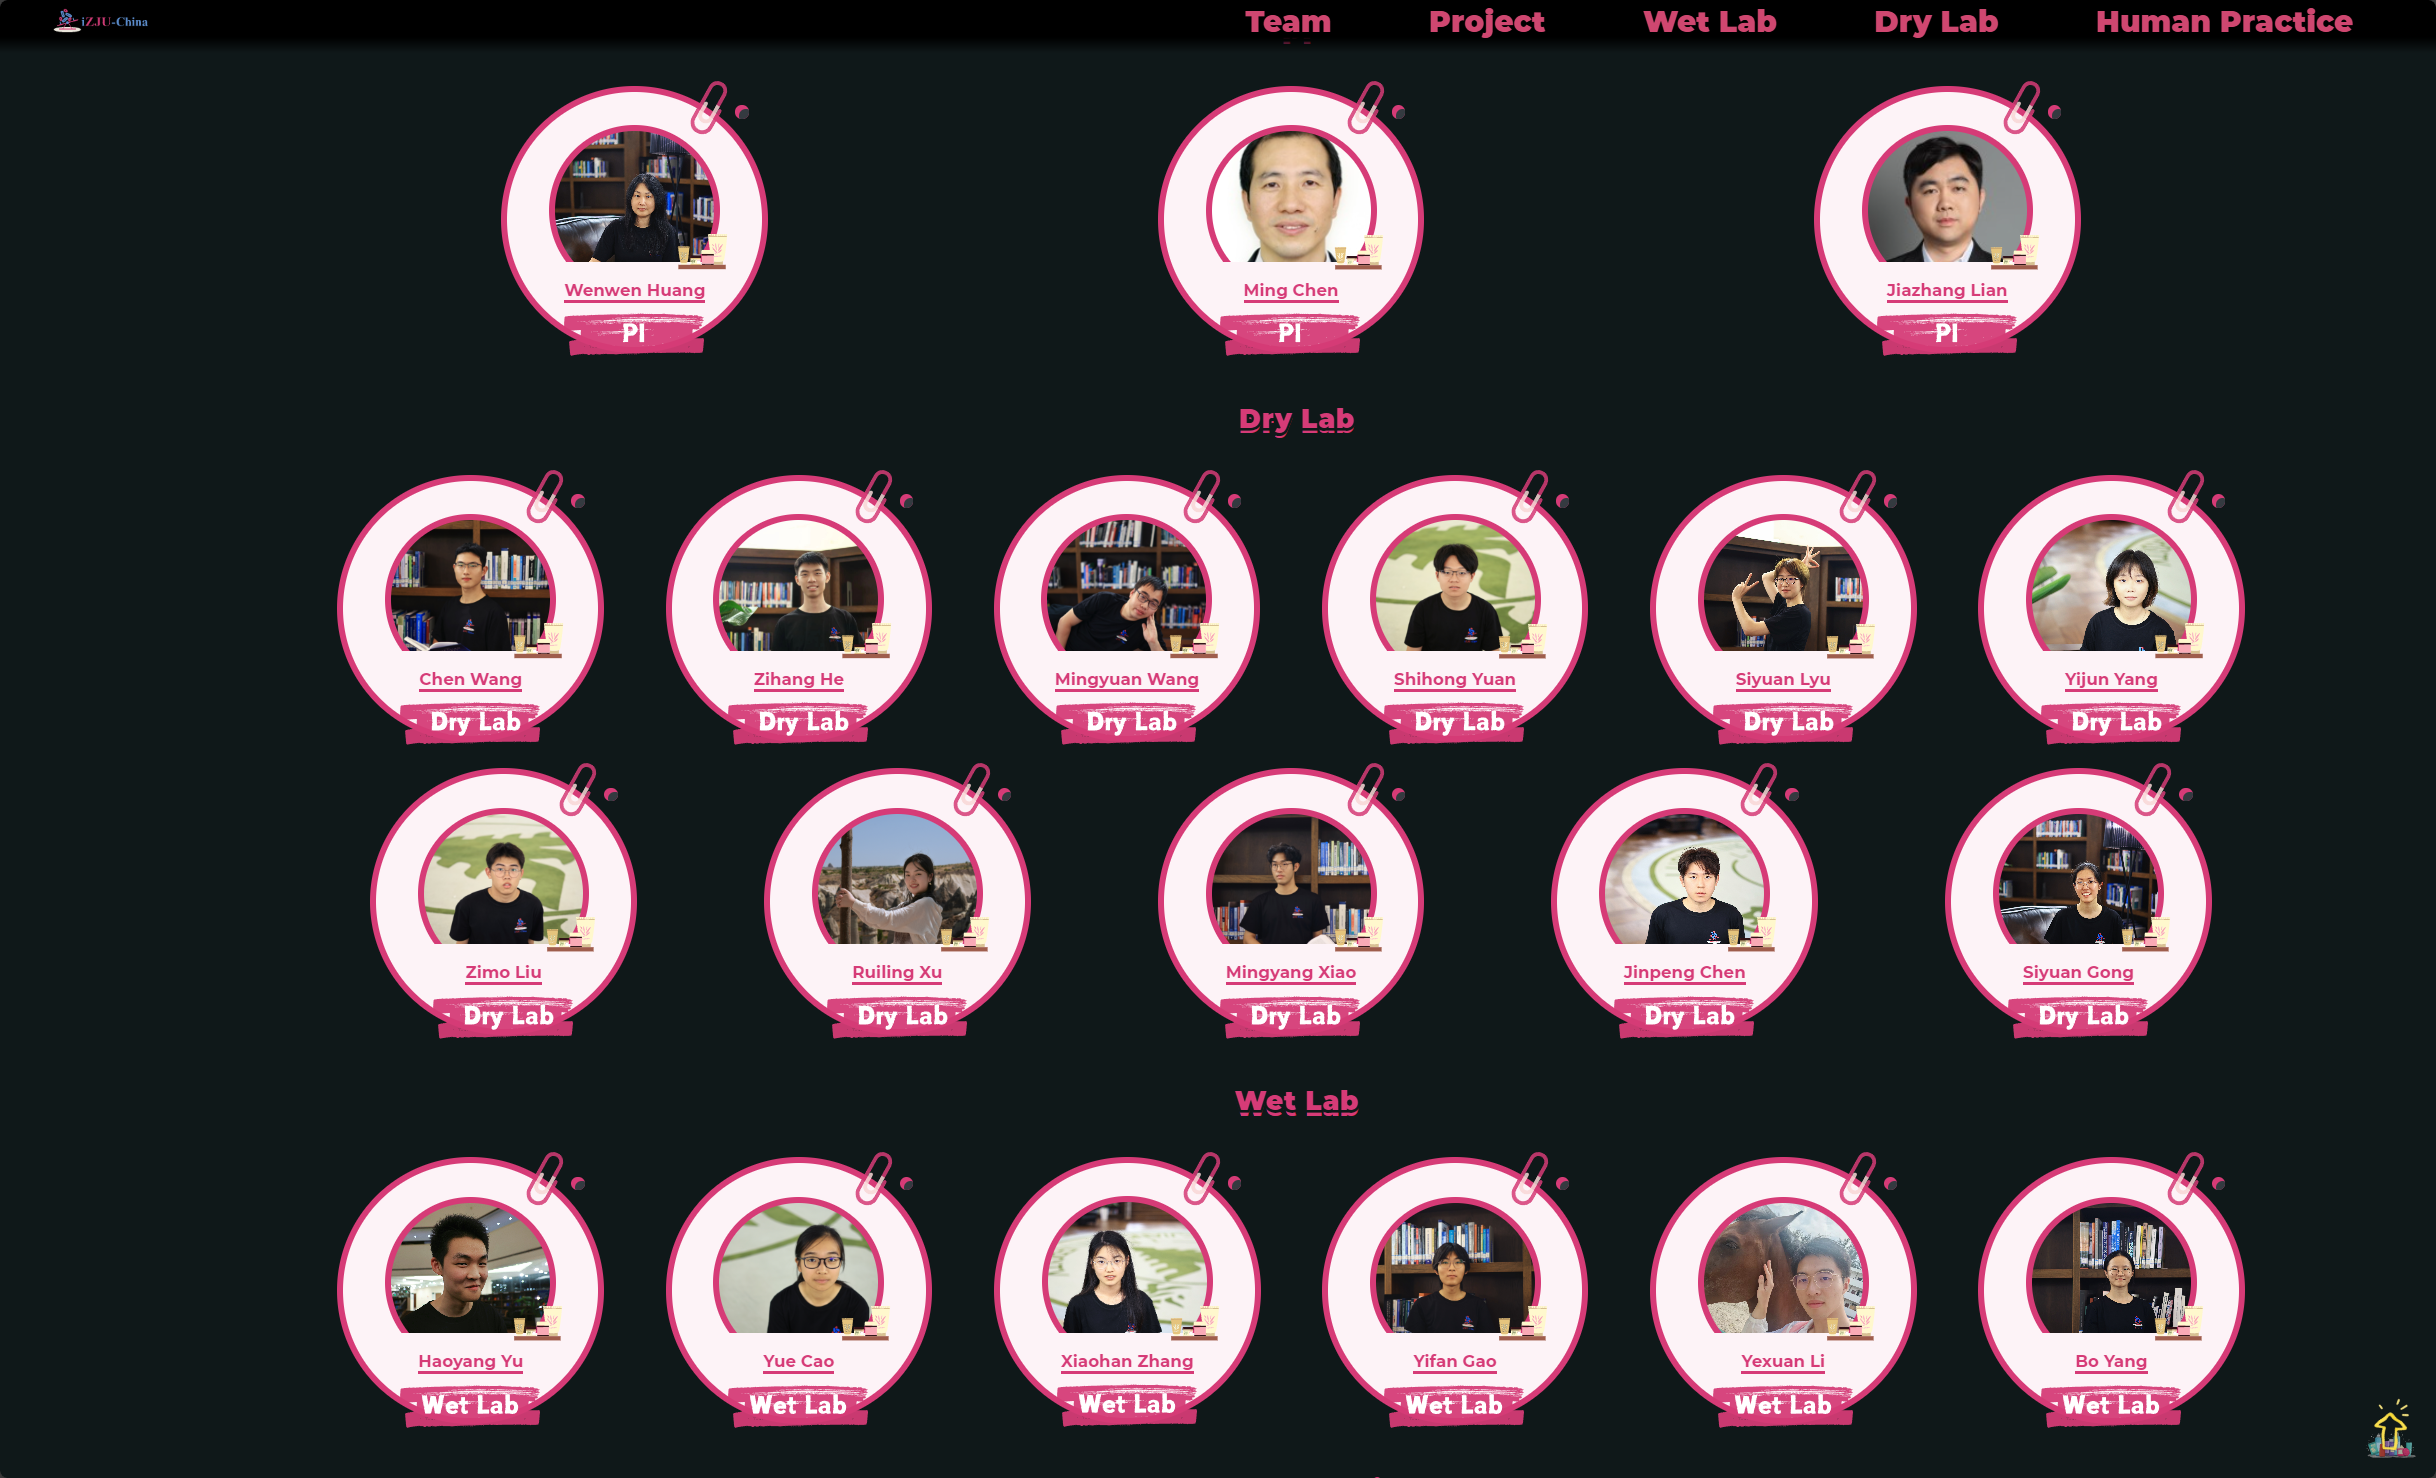 iZJU-China
Team
Project
Wet Lab
Dry Lab
Human Practice
Wenwen Huang
PI
Ming Chen
PI
Jiazhang Lian
PI
Dry Lab
Chen Wang
Dry Lab
Zihang He
Dry Lab
Mingyuan Wang
Dry Lab
Shihong Yuan
Dry Lab
Siyuan Lyu
Dry Lab
Yijun Yang
Dry Lab
Zimo Liu
Dry Lab
Ruiling Xu
Dry Lab
Mingyang Xiao
Dry Lab
Jinpeng Chen
Dry Lab
Siyuan Gong
Dry Lab
Wet Lab
Haoyang Yu
Wet Lab
Yue Cao
Wet Lab
Xiaohan Zhang
Wet Lab
Yifan Gao
Wet Lab
Yexuan Li
Wet Lab
Bo Yang
Wet Lab